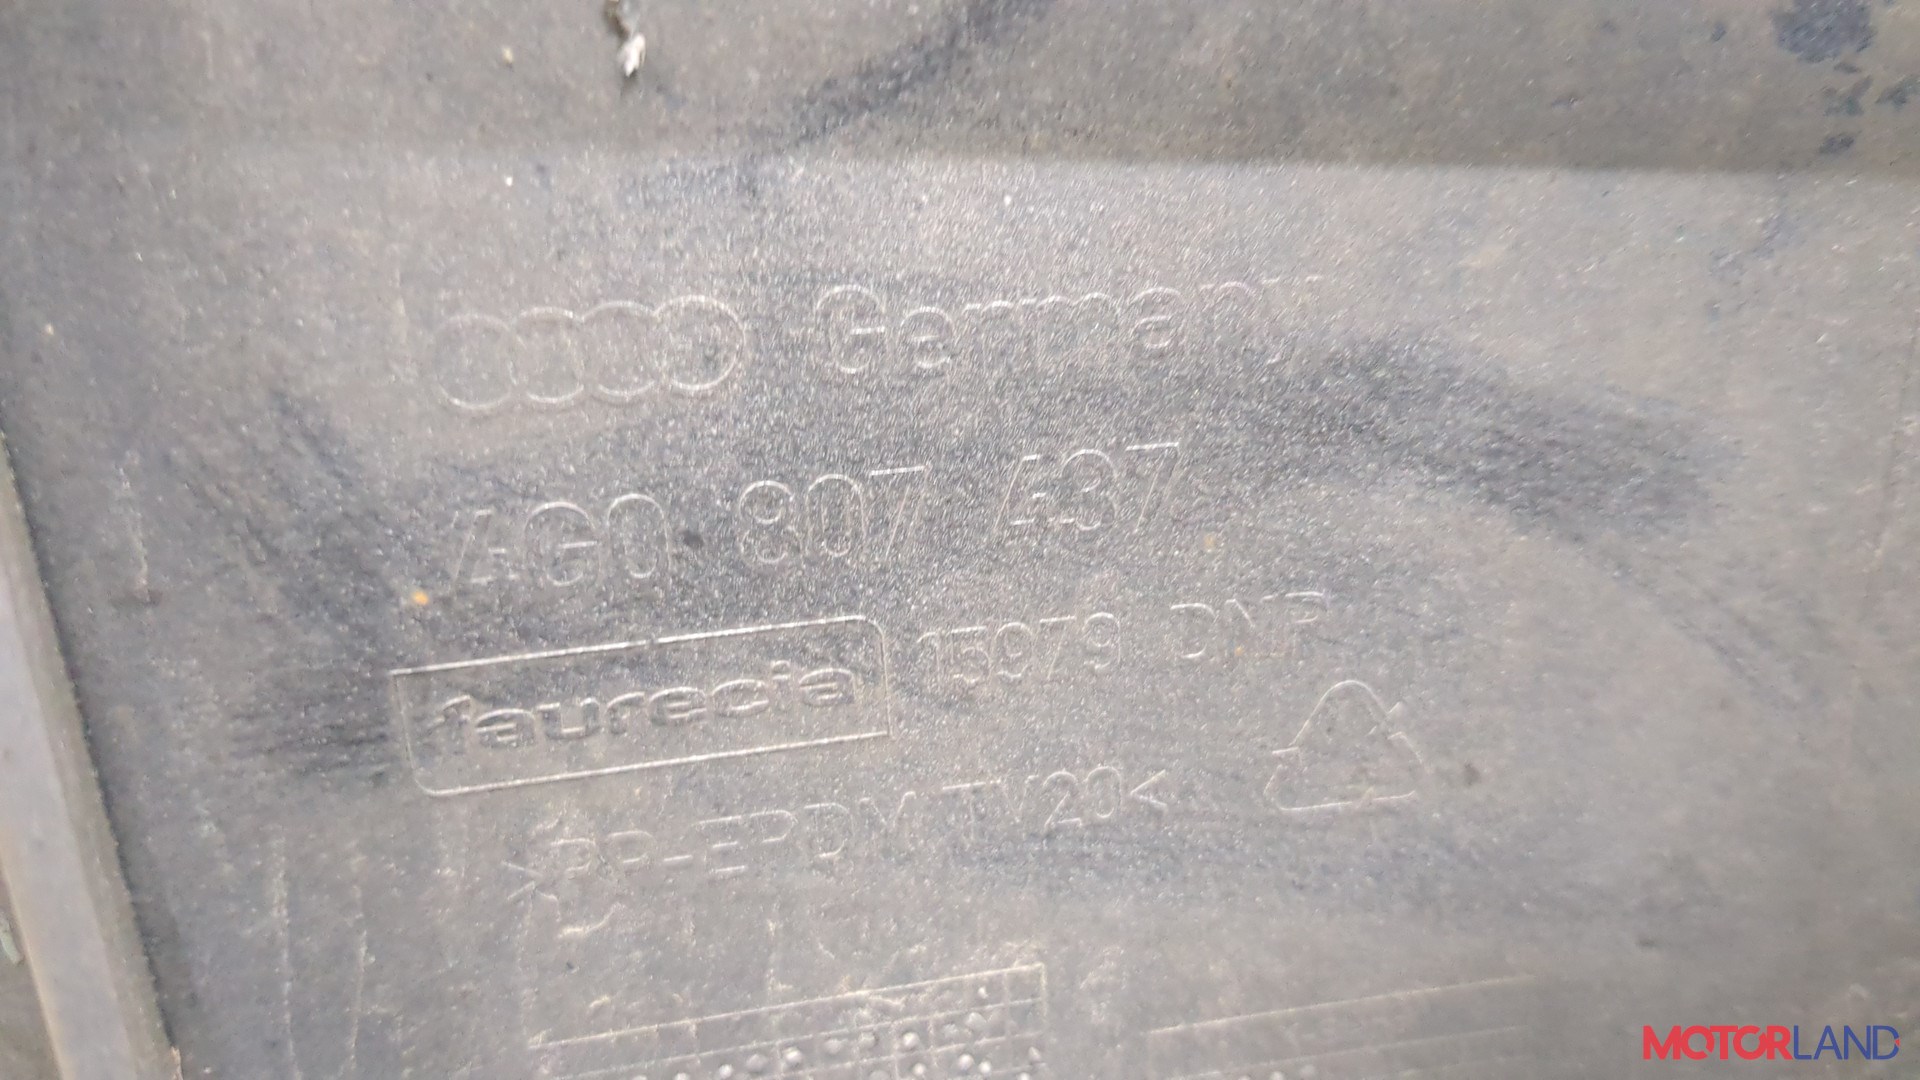 Germany
4G0 807 437
faurecia 15979 DNP
>PP-EPDM TV20<
MOTORLAND